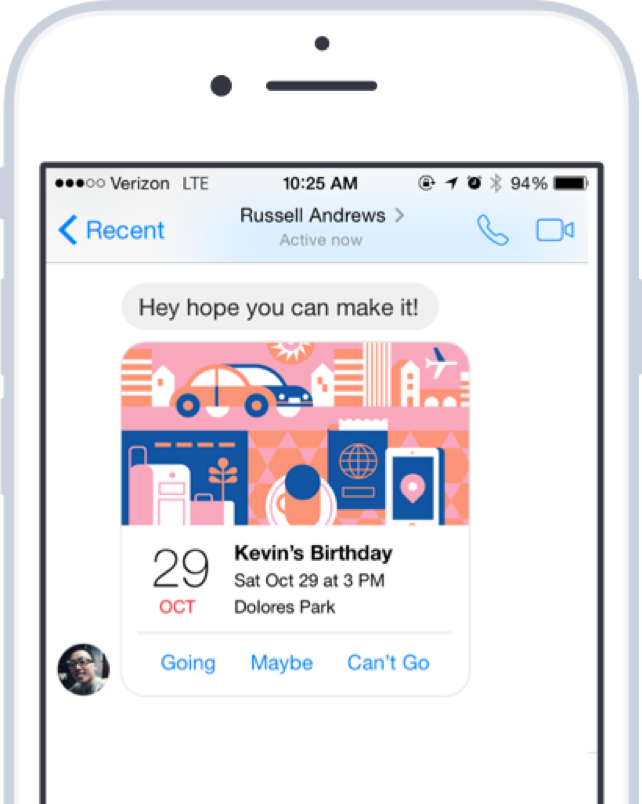 Verizon LTE 10:25 AM 94%
Recent
Russell Andrews
Active now
Hey hope you can make it!
29
OCT
Kevin's Birthday
Sat Oct 29 at 3 PM
Dolores Park
Going Maybe Can't Go